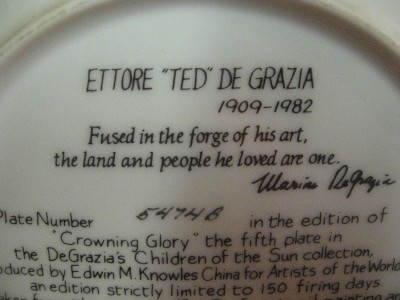 ETTORE "TED" DE GRAZIA
1909-1982
Fused in the forge of his art,
the land and people he loved are one.
Marion DeGrazia
Plate Number 5474B in the edition of
"Crowning Glory" the fifth plate in
the DeGrazia's Children of the Sun collection,
oduced by Edwin M. Knowles China for Artists of the World
an edition strictly limited to 150 firing days